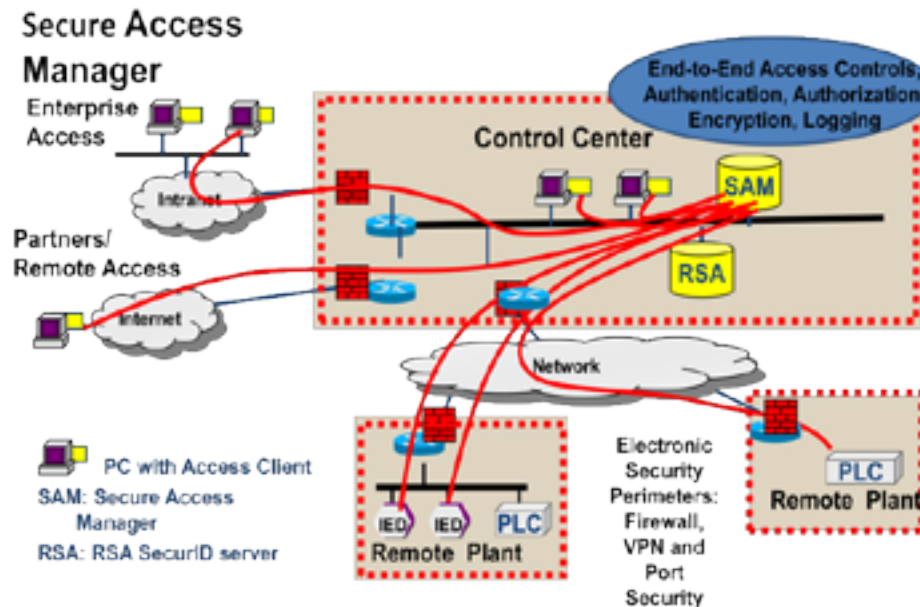 Secure Access
Manager
Enterprise
Access
End-to-End Access Controls,
Authentication, Authorization
Encryption, Logging
Control Center
SAM
Intranet
Partners/
Remote Access
RSA
Internet
Network
PC with Access Client
SAM: Secure Access
Manager
RSA: RSA SecurID server
IED
IED
PLC
Remote Plant
Electronic
Security
Perimeters:
Firewall,
VPN and
Port
Security
PLC
Remote Plant